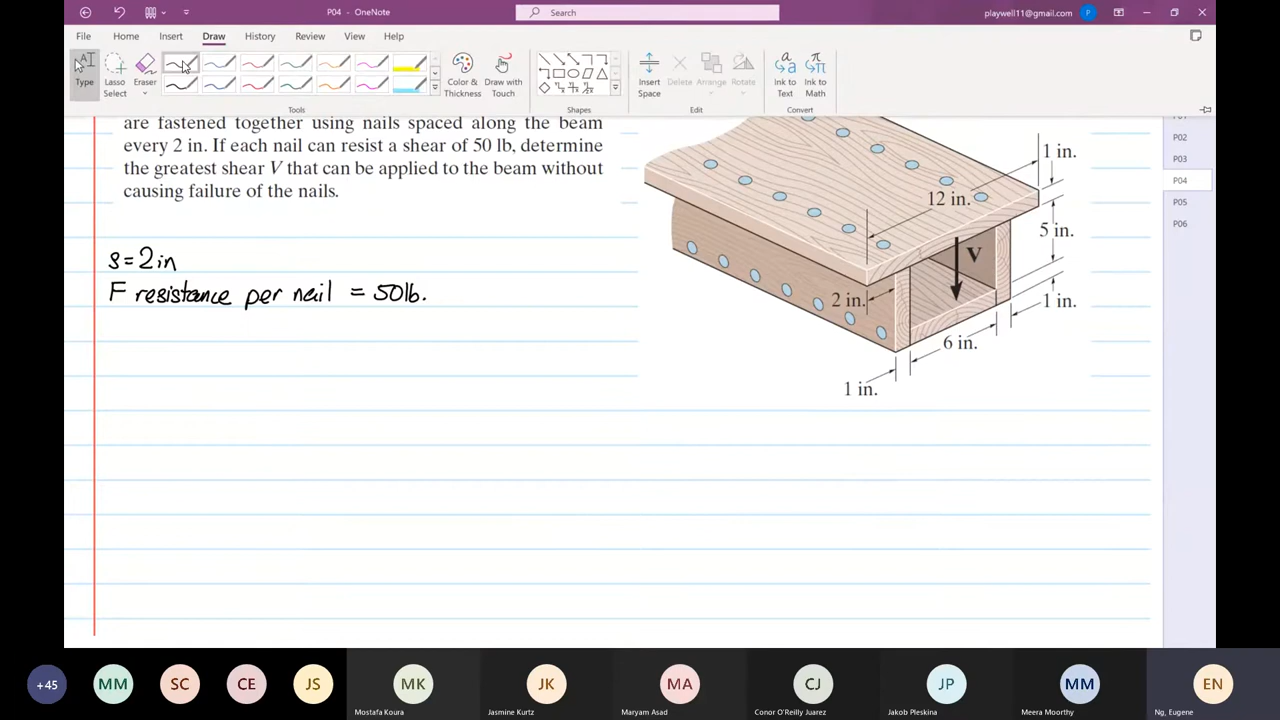 P04 - OneNote
Search
playwell11@gmail.com
P
File
Home
Insert
Draw
History
Review
View
Help
Type
Lasso Select
Eraser
Color & Thickness
Draw with Touch
Insert Space
Delete
Arrange
Rotate
Ink to Text
Ink to Math
Tools
Shapes
Edit
Convert
are fastened together using nails spaced along the beam
every 2 in. If each nail can resist a shear of 50 lb, determine
the greatest shear V that can be applied to the beam without
causing failure of the nails.
s=2in
F resistance per nail = 50lb.
1 in.
12 in.
5 in.
V
2 in.
1 in.
6 in.
1 in.
P02
P03
P04
P05
P06
+45
MM
SC
CE
JS
MK
JK
MA
CJ
JP
MM
EN
Mostafa Koura
Jasmine Kurtz
Maryam Asad
Conor O'Reilly Juarez
Jakob Pleskina
Meera Moorthy
Ng, Eugene